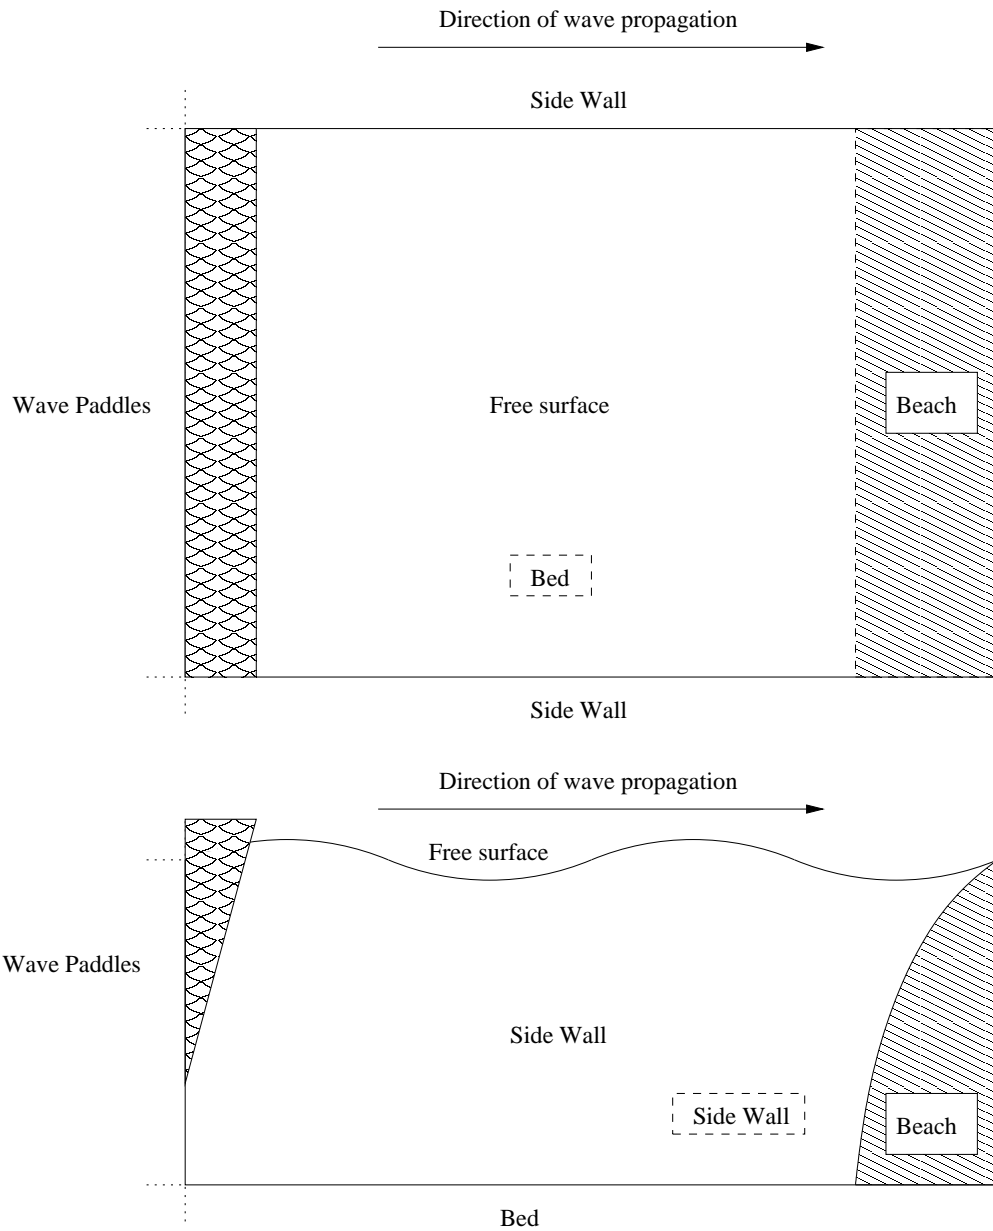 Direction of wave propagation
Side Wall
Wave Paddles
Free surface
Beach
Bed
Side Wall
Direction of wave propagation
Free surface
Wave Paddles
Side Wall
Side Wall
Beach
Bed